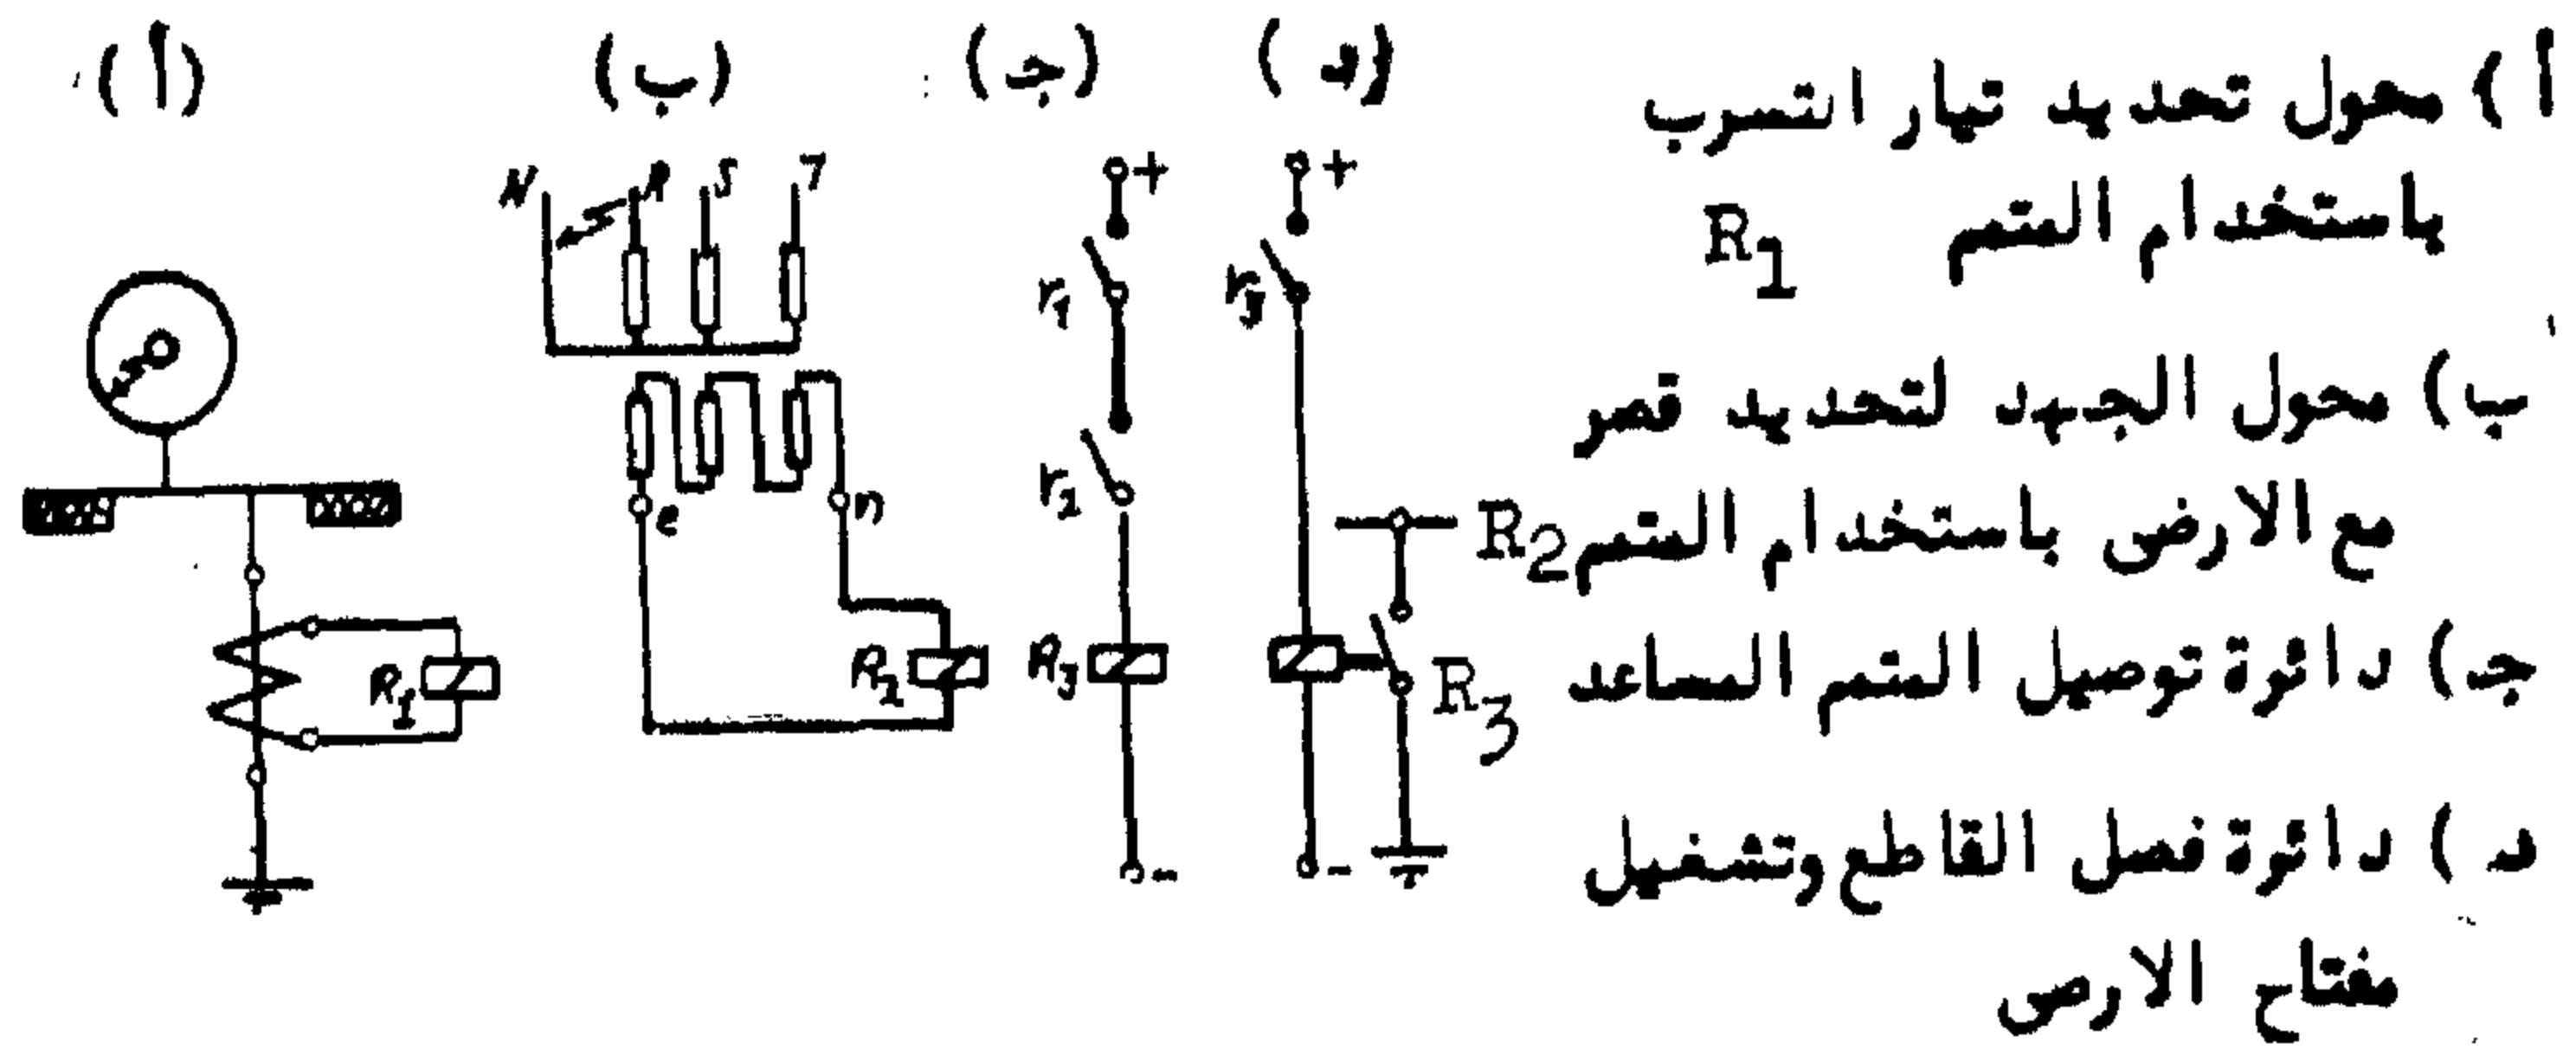 (أ) (ب) (جـ) (د)
N R S T
e n
R1
R2
+
r1
r2
R3
-
+
r3
-
أ) محول تحديد تيار التسرب
باستخدام المتمم R1
ب) محول الجهد لتحديد قصر
مع الارض باستخدام المتمم R2
جـ) دائرة توصيل المتمم المساعد R3
د) دائرة فصل القاطع وتشغيل
مفتاح الارض